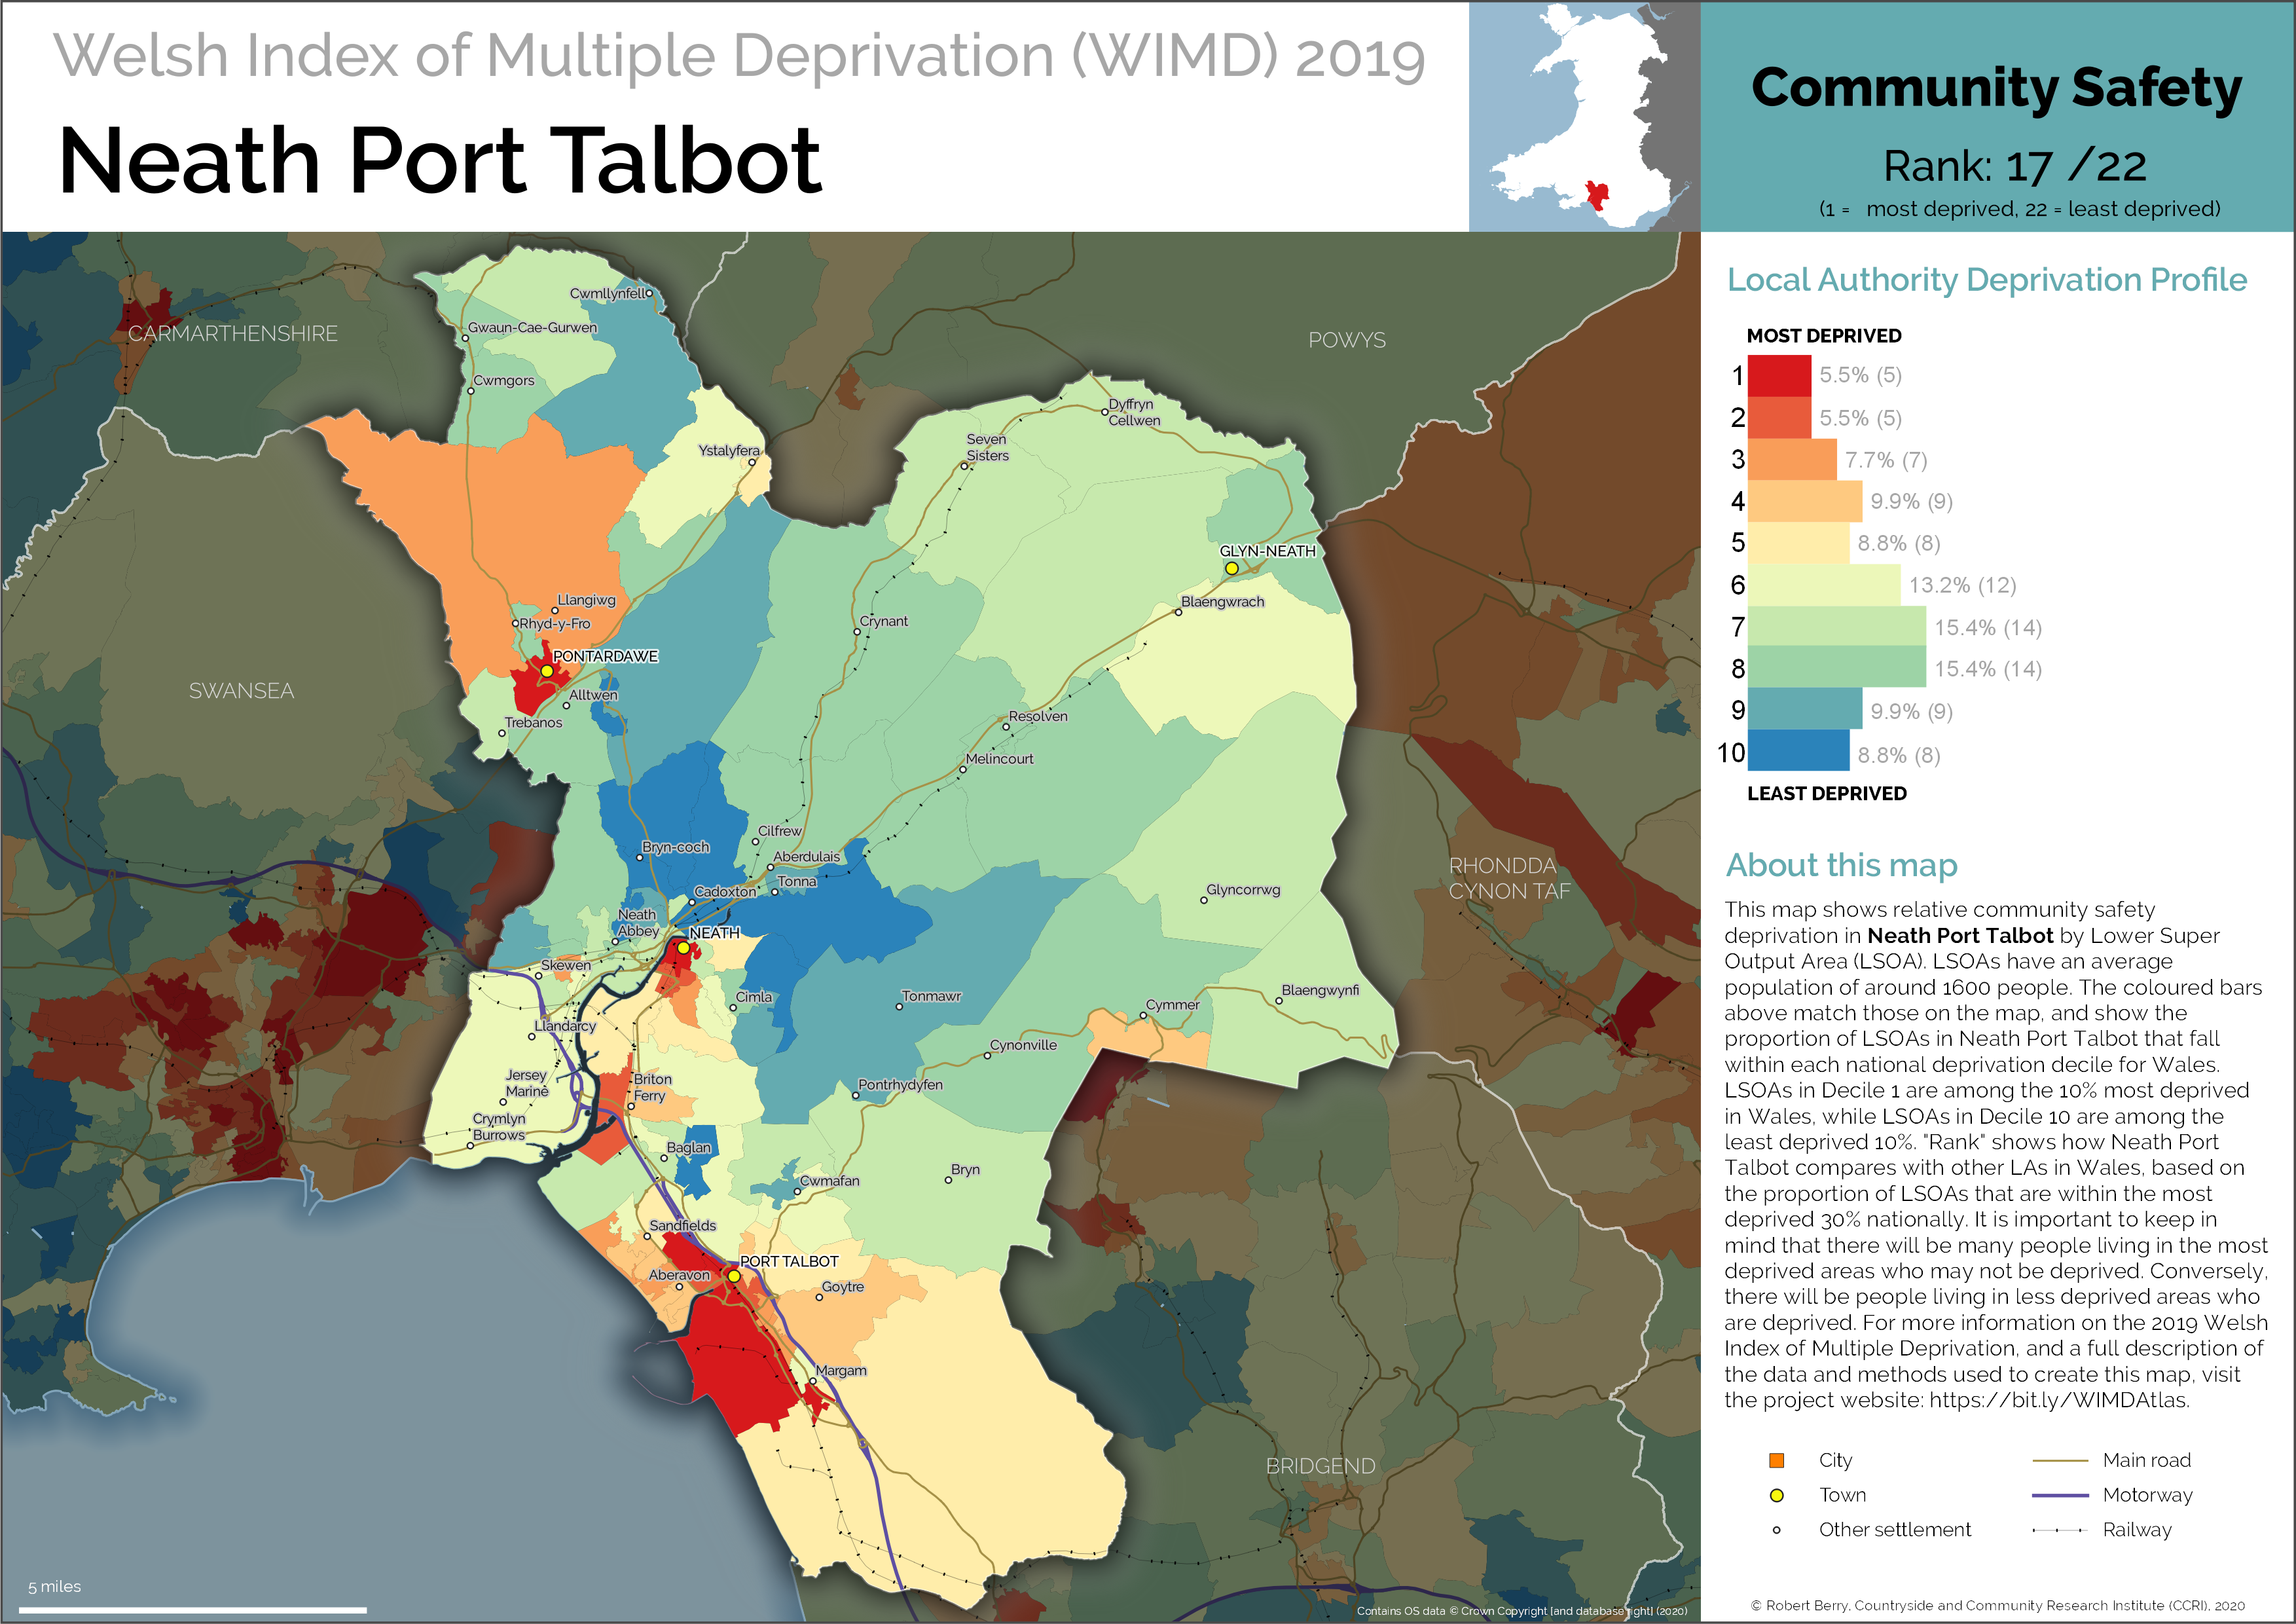 Welsh Index of Multiple Deprivation (WIMD) 2019
Neath Port Talbot
Community Safety
Rank: 17 /22
(1 = most deprived, 22 = least deprived)
CARMARTHENSHIRE
POWYS
SWANSEA
RHONDDA
CYNON TAF
BRIDGEND
Cwmllynfell
Gwaun-Cae-Gurwen
Cwmgors
Ystalyfera
Dyffryn
Cellwen
Seven
Sisters
GLYN-NEATH
Blaengwrach
Llangiwg
Rhyd-y-Fro
Crynant
PONTARDAWE
Alltwen
Trebanos
Resolven
Melincourt
Cilfrew
Bryn-coch
Aberdulais
Tonna
Cadoxton
Glyncorrwg
Neath
Abbey
NEATH
Skewen
Cimla
Tonmawr
Blaengwynfi
Cymmer
Llandarcy
Cynonville
Jersey
Marine
Briton
Ferry
Pontrhydyfen
Crymlyn
Burrows
Baglan
Bryn
Cwmafan
Sandfields
PORT TALBOT
Aberavon
Goytre
Margam
5 miles
Contains OS data © Crown Copyright [and database right] (2020)
Local Authority Deprivation Profile
MOST DEPRIVED
1 5.5% (5)
2 5.5% (5)
3 7.7% (7)
4 9.9% (9)
5 8.8% (8)
6 13.2% (12)
7 15.4% (14)
8 15.4% (14)
9 9.9% (9)
10 8.8% (8)
LEAST DEPRIVED
About this map
This map shows relative community safety
deprivation in Neath Port Talbot by Lower Super
Output Area (LSOA). LSOAs have an average
population of around 1600 people. The coloured bars
above match those on the map, and show the
proportion of LSOAs in Neath Port Talbot that fall
within each national deprivation decile for Wales.
LSOAs in Decile 1 are among the 10% most deprived
in Wales, while LSOAs in Decile 10 are among the
least deprived 10%. "Rank" shows how Neath Port
Talbot compares with other LAs in Wales, based on
the proportion of LSOAs that are within the most
deprived 30% nationally. It is important to keep in
mind that there will be many people living in the most
deprived areas who may not be deprived. Conversely,
there will be people living in less deprived areas who
are deprived. For more information on the 2019 Welsh
Index of Multiple Deprivation, and a full description of
the data and methods used to create this map, visit
the project website: https://bit.ly/WIMDAtlas.
City
Town
Other settlement
Main road
Motorway
Railway
© Robert Berry, Countryside and Community Research Institute (CCRI), 2020